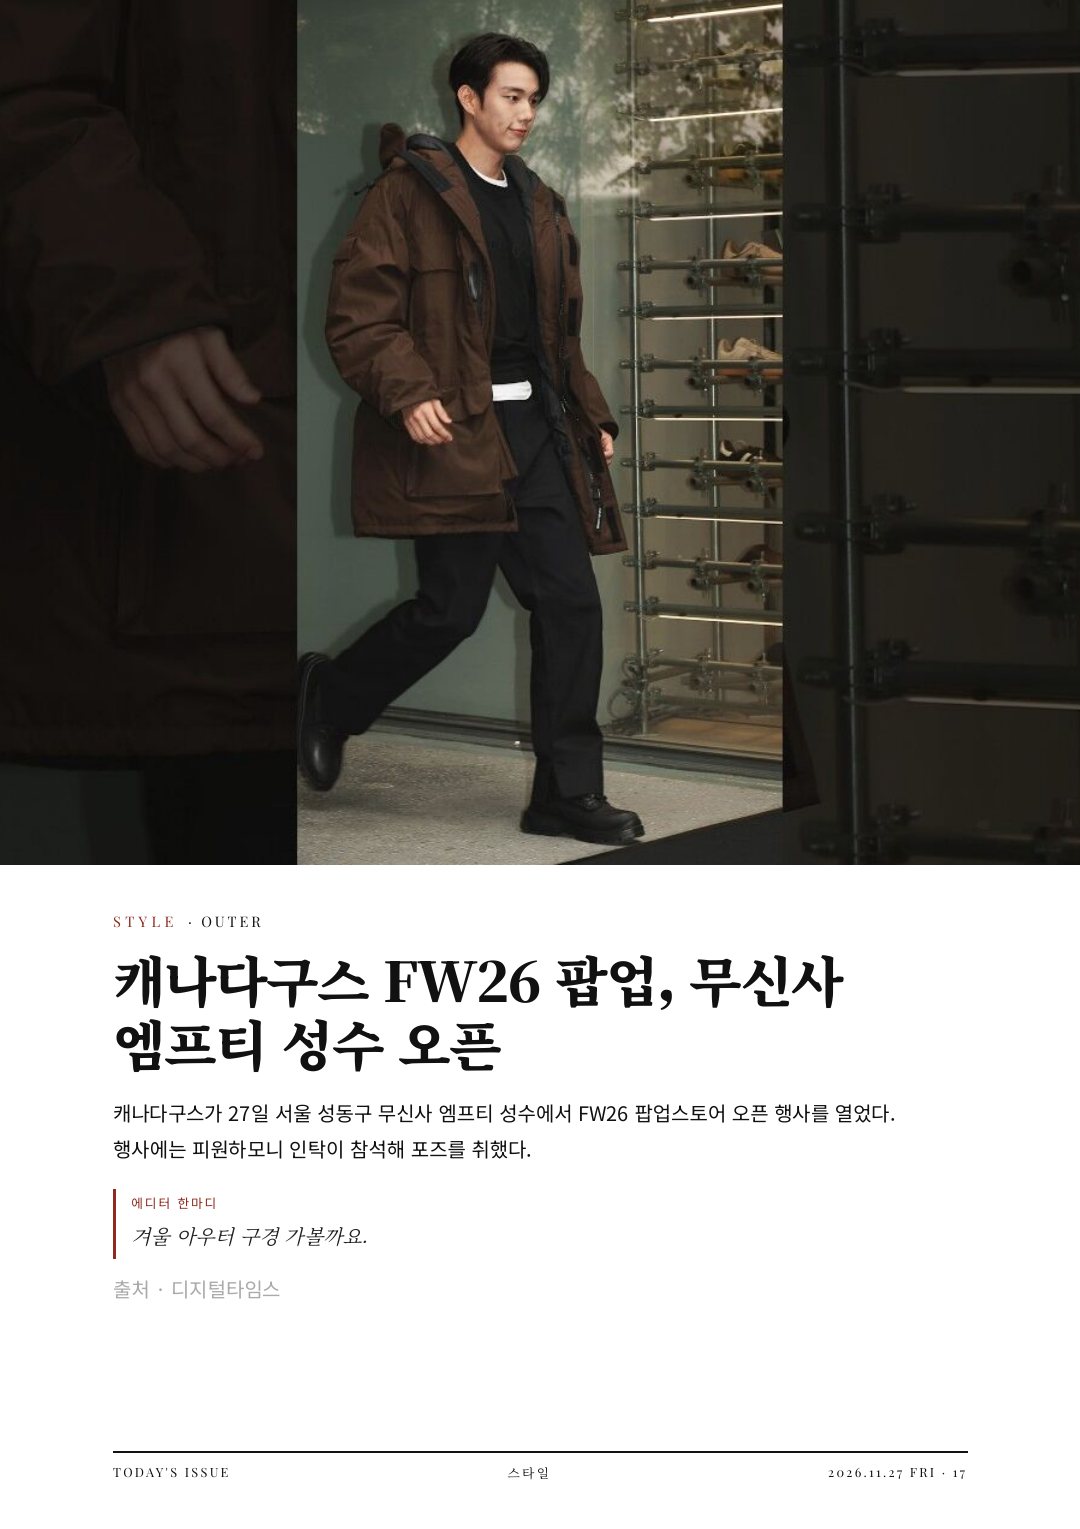 STYLE · OUTER
캐나다구스 FW26 팝업, 무신사
엠프티 성수 오픈
캐나다구스가 27일 서울 성동구 무신사 엠프티 성수에서 FW26 팝업스토어 오픈 행사를 열었다.
행사에는 피원하모니 인탁이 참석해 포즈를 취했다.
에디터 한마디
겨울 아우터 구경 가볼까요.
출처 · 디지털타임스
TODAY'S ISSUE
스타일
2026.11.27 FRI · 17